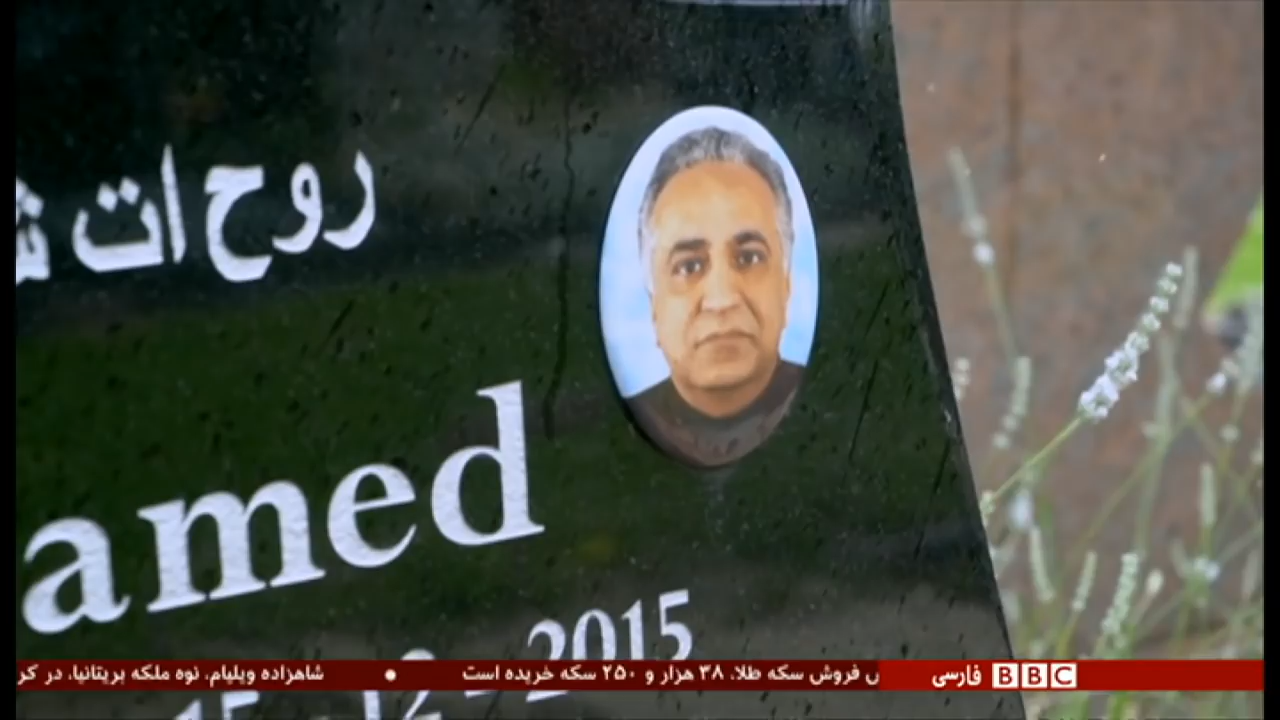 روح ات
amed
2015
BBC فارسی
فروش سکه طلا، ۳۸ هزار و ۲۵۰ سکه خریده است • شاهزاده ویلیام، نوه ملکه بریتانیا، در